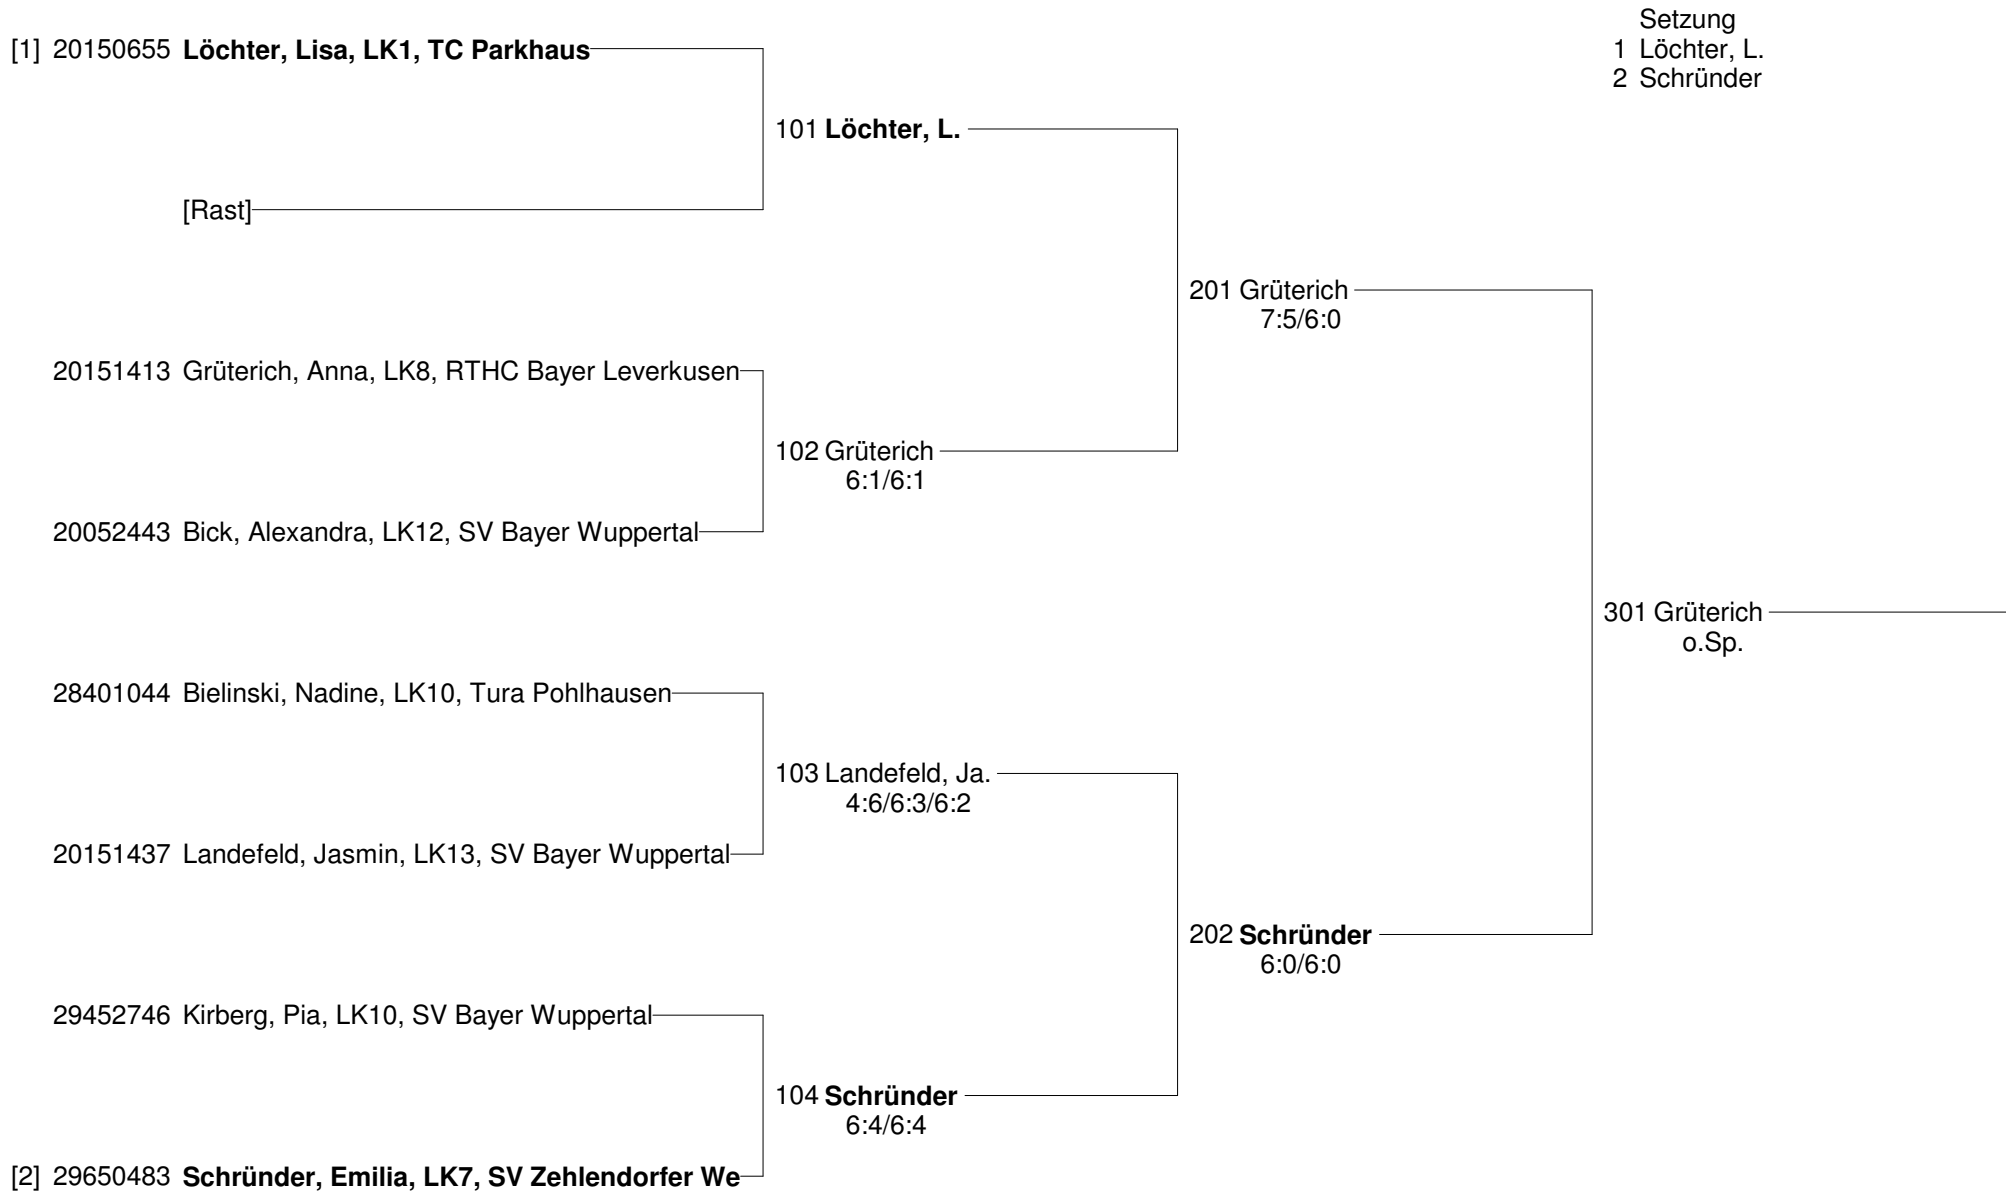 Setzung
1 Löchter, L.
2 Schründer
[1] 20150655 Löchter, Lisa, LK1, TC Parkhaus
101 Löchter, L.
[Rast]
201 Grüterich
7:5/6:0
20151413 Grüterich, Anna, LK8, RTHC Bayer Leverkusen
102 Grüterich
6:1/6:1
20052443 Bick, Alexandra, LK12, SV Bayer Wuppertal
301 Grüterich
o.Sp.
28401044 Bielinski, Nadine, LK10, Tura Pohlhausen
103 Landefeld, Ja.
4:6/6:3/6:2
20151437 Landefeld, Jasmin, LK13, SV Bayer Wuppertal
202 Schründer
6:0/6:0
29452746 Kirberg, Pia, LK10, SV Bayer Wuppertal
104 Schründer
6:4/6:4
[2] 29650483 Schründer, Emilia, LK7, SV Zehlendorfer We